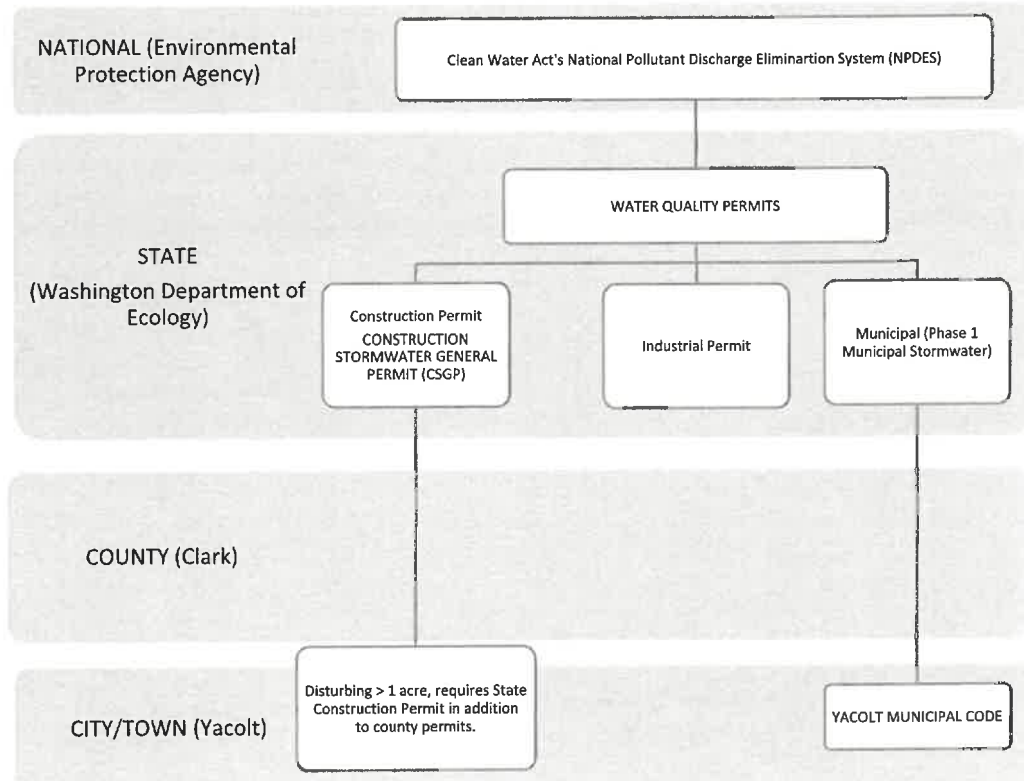 NATIONAL (Environmental
Protection Agency)
Clean Water Act's National Pollutant Discharge Eliminartion System (NPDES)
WATER QUALITY PERMITS
STATE
(Washington Department of
Ecology)
Construction Permit
CONSTRUCTION
STORMWATER GENERAL
PERMIT (CSGP)
Industrial Permit
Municipal (Phase 1
Municipal Stormwater)
COUNTY (Clark)
CITY/TOWN (Yacolt)
Disturbing > 1 acre, requires State
Construction Permit in addition
to county permits.
YACOLT MUNICIPAL CODE